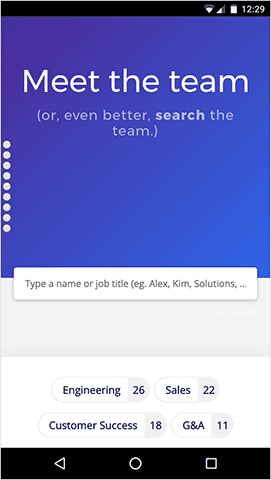 12:29
Meet the team
(or, even better, search the
team.)
Type a name or job title (eg. Alex, Kim, Solutions, ...
Engineering 26 Sales 22
Customer Success 18 G&A 11